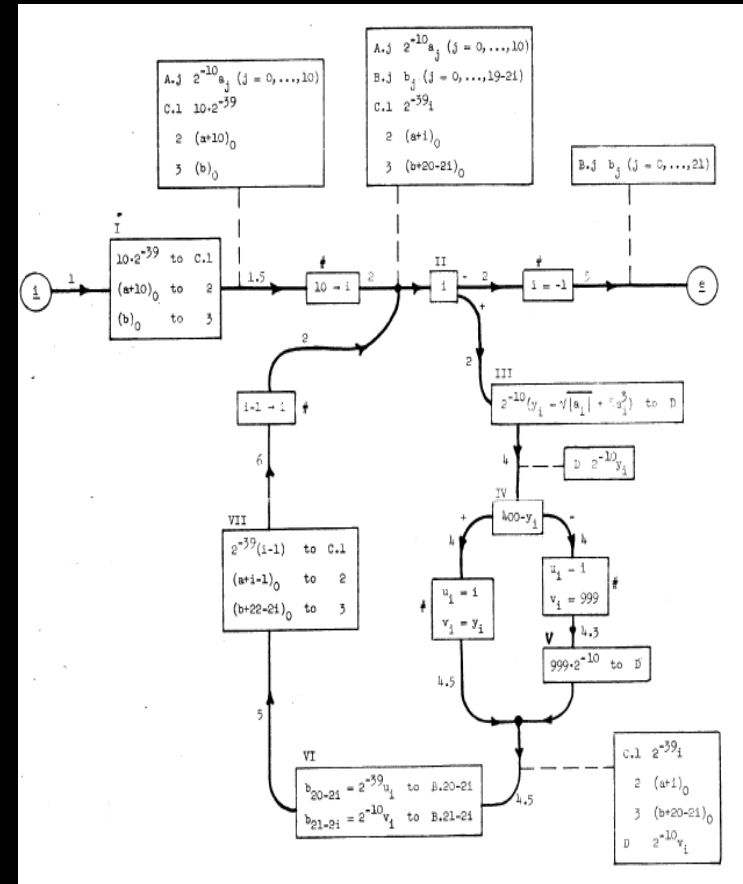 A.j 2^-10 a_j (j = 0,...,10)
C.1 10·2^-39
2 (a+10)_0
3 (b)_0
A.j 2^-10 a_j (j = 0,...,10)
B.j b_j (j = 0,...,19-2i)
C.1 2^-39 i
2 (a+i)_0
3 (b+20-2i)_0
B.j b_j (j = 0,...,21)
I
i
1
10·2^-39 to C.1
(a+10)_0 to 2
(b)_0 to 3
1.5
#
10 → i
2
II
i
-
2
#
i = -1
e
+
2
2
i-1 → i
#
III
2^-10 (y_i = √|a_i| + a_i^3) to D
4
D 2^-10 y_i
6
IV
400-y_i
+
-
4
4
VII
2^-39 (i-1) to C.1
(a+i-1)_0 to 2
(b+22-2i)_0 to 3
#
u_i = i
v_i = y_i
u_i = i
v_i = 999
#
4.3
V
999·2^-10 to D
4.5
5
VI
b_20-2i = 2^-39 u_i to B.20-2i
b_21-2i = 2^-10 v_i to B.21-2i
4.5
C.1 2^-39 i
2 (a+i)_0
3 (b+20-2i)_0
D 2^-10 v_i